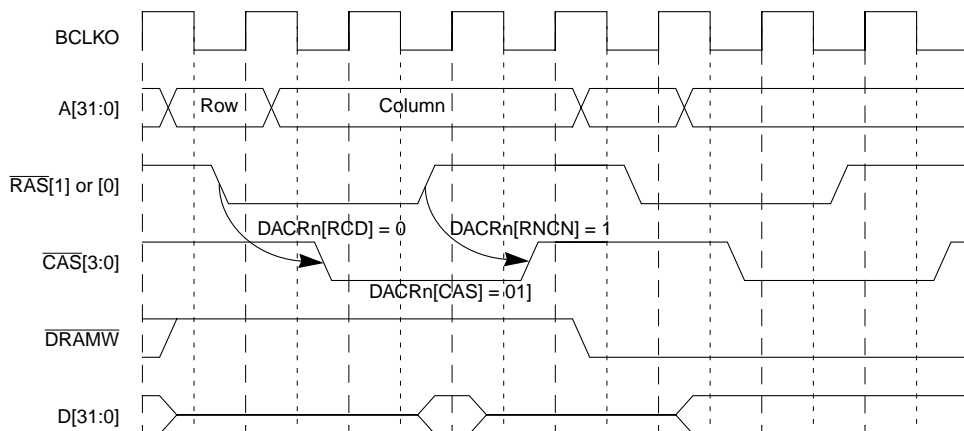 BCLKO
A[31:0]
Row
Column
RAS[1] or [0]
DACRn[RCD] = 0
DACRn[RNCN] = 1
CAS[3:0]
DACRn[CAS] = 01]
DRAMW
D[31:0]